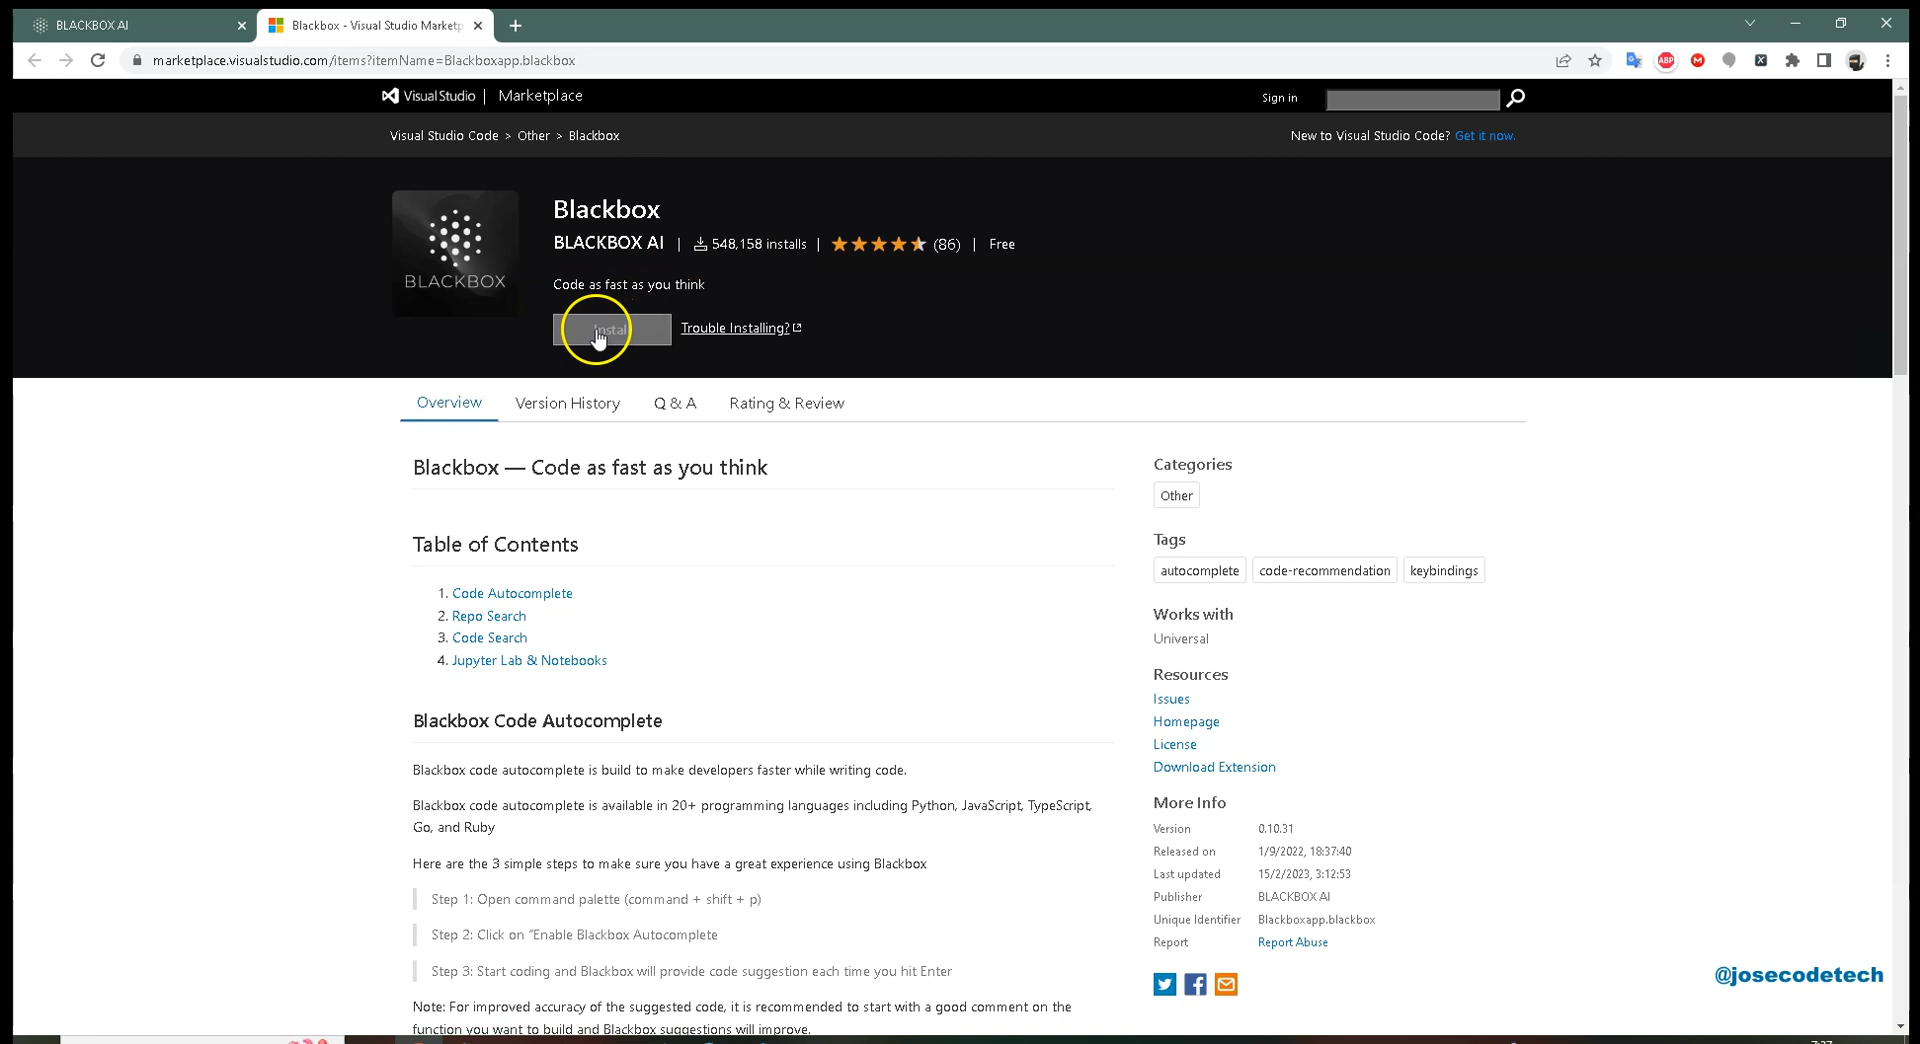 BLACKBOX AI
Blackbox - Visual Studio Marketp
marketplace.visualstudio.com/items?itemName=Blackboxapp.blackbox
ABP
M
Visual Studio | Marketplace
Sign in
Visual Studio Code > Other > Blackbox
New to Visual Studio Code? Get it now.
BLACKBOX
Blackbox
BLACKBOX AI | 548,158 installs | (86) | Free
Code as fast as you think
Instal
Trouble Installing?
Overview
Version History
Q & A
Rating & Review
Blackbox — Code as fast as you think
Table of Contents
1. Code Autocomplete
2. Repo Search
3. Code Search
4. Jupyter Lab & Notebooks
Blackbox Code Autocomplete
Blackbox code autocomplete is build to make developers faster while writing code.
Blackbox code autocomplete is available in 20+ programming languages including Python, JavaScript, TypeScript,
Go, and Ruby
Here are the 3 simple steps to make sure you have a great experience using Blackbox
Step 1: Open command palette (command + shift + p)
Step 2: Click on “Enable Blackbox Autocomplete
Step 3: Start coding and Blackbox will provide code suggestion each time you hit Enter
Note: For improved accuracy of the suggested code, it is recommended to start with a good comment on the
function you want to build and Blackbox suggestions will improve.
Categories
Other
Tags
autocomplete
code-recommendation
keybindings
Works with
Universal
Resources
Issues
Homepage
License
Download Extension
More Info
Version 0.10.31
Released on 1/9/2022, 18:37:40
Last updated 15/2/2023, 3:12:53
Publisher BLACKBOX AI
Unique Identifier Blackboxapp.blackbox
Report Report Abuse
@josecodetech